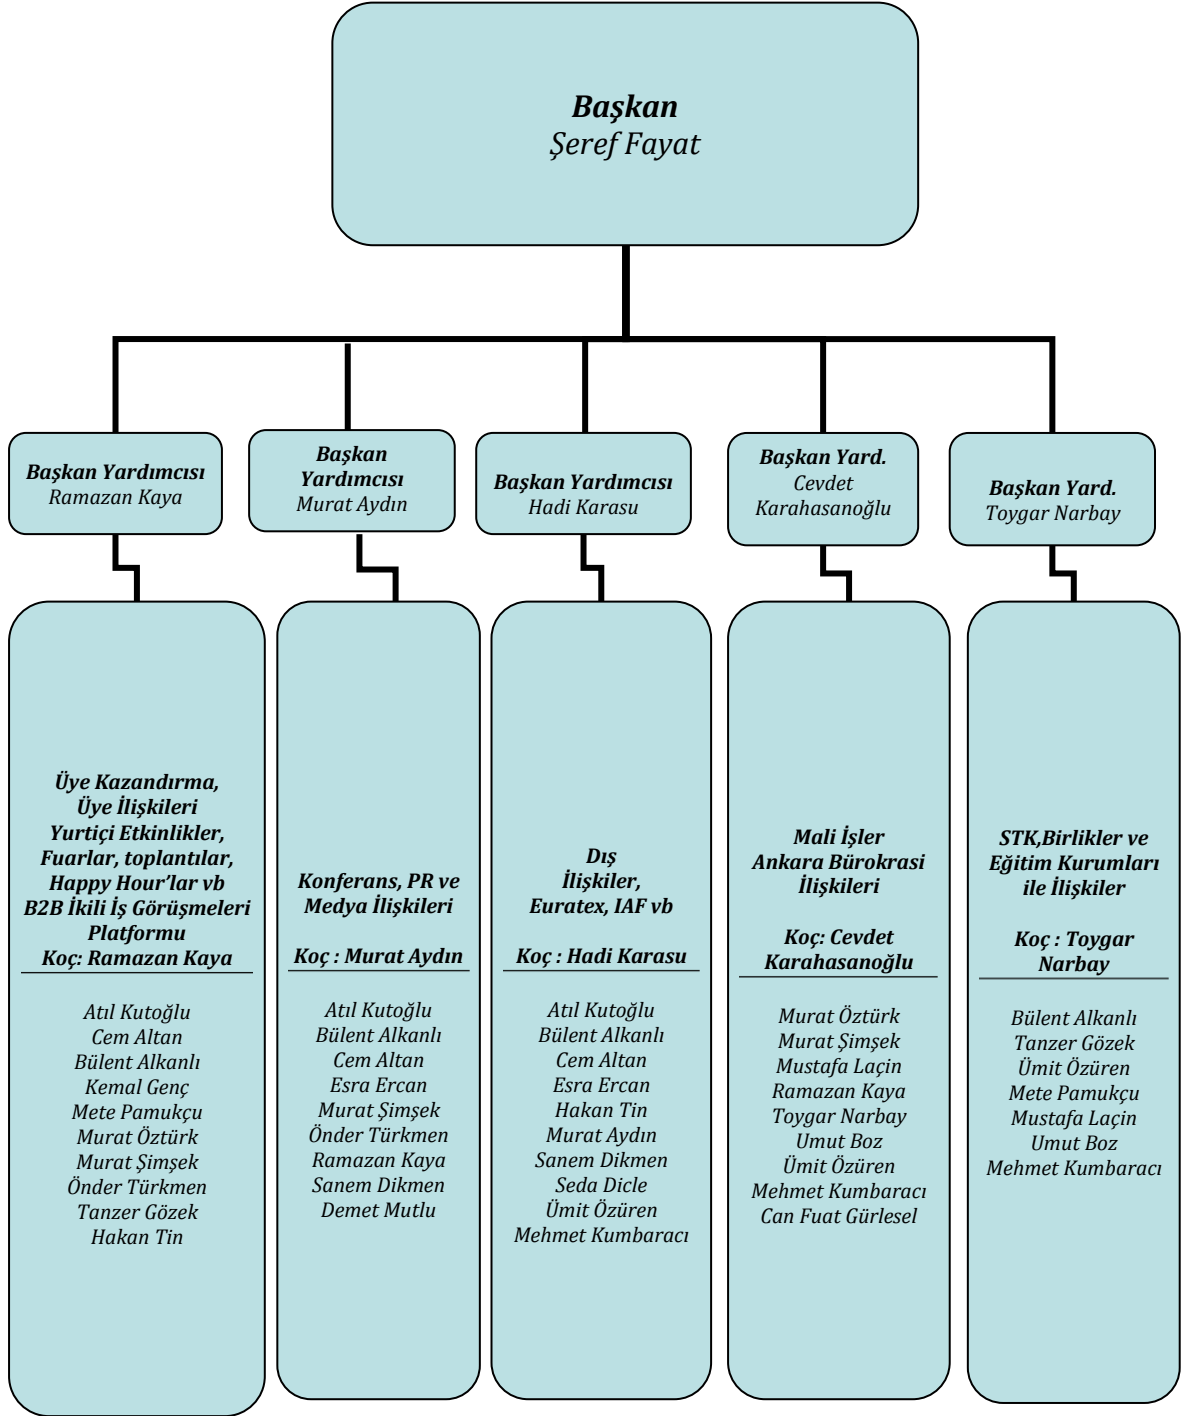 Başkan
Şeref Fayat
Başkan Yardımcısı
Ramazan Kaya
Başkan
Yardımcısı
Murat Aydın
Başkan Yardımcısı
Hadi Karasu
Başkan Yard.
Cevdet
Karahasanoğlu
Başkan Yard.
Toygar Narbay
Üye Kazandırma,
Üye İlişkileri
Yurtiçi Etkinlikler,
Fuarlar, toplantılar,
Happy Hour’lar vb
B2B İkili İş Görüşmeleri
Platformu
Koç: Ramazan Kaya
Atıl Kutoğlu
Cem Altan
Bülent Alkanlı
Kemal Genç
Mete Pamukçu
Murat Öztürk
Murat Şimşek
Önder Türkmen
Tanzer Gözek
Hakan Tin
Konferans, PR ve
Medya İlişkileri
Koç : Murat Aydın
Atıl Kutoğlu
Bülent Alkanlı
Cem Altan
Esra Ercan
Murat Şimşek
Önder Türkmen
Ramazan Kaya
Sanem Dikmen
Demet Mutlu
Dış
İlişkiler,
Euratex, IAF vb
Koç : Hadi Karasu
Atıl Kutoğlu
Bülent Alkanlı
Cem Altan
Esra Ercan
Hakan Tin
Murat Aydın
Sanem Dikmen
Seda Dicle
Ümit Özüren
Mehmet Kumbaracı
Mali İşler
Ankara Bürokrasi
İlişkileri
Koç: Cevdet
Karahasanoğlu
Murat Öztürk
Murat Şimşek
Mustafa Laçin
Ramazan Kaya
Toygar Narbay
Umut Boz
Ümit Özüren
Mehmet Kumbaracı
Can Fuat Gürlesel
STK,Birlikler ve
Eğitim Kurumları
ile İlişkiler
Koç : Toygar
Narbay
Bülent Alkanlı
Tanzer Gözek
Ümit Özüren
Mete Pamukçu
Mustafa Laçin
Umut Boz
Mehmet Kumbaracı